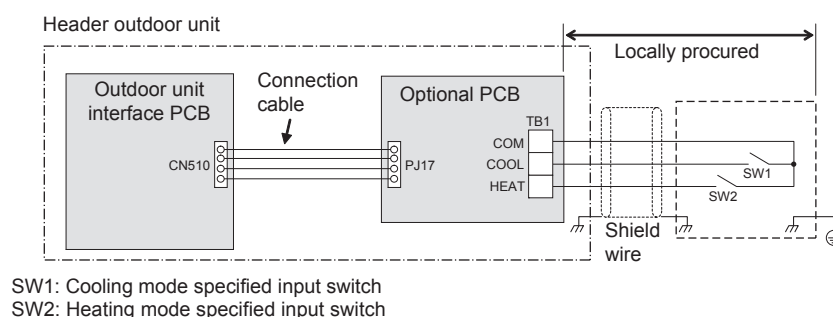 Header outdoor unit
Locally procured
Outdoor unit
interface PCB
Connection
cable
Optional PCB
TB1
COM
CN510
PJ17
COOL
SW1
HEAT
SW2
Shield
wire
SW1: Cooling mode specified input switch
SW2: Heating mode specified input switch